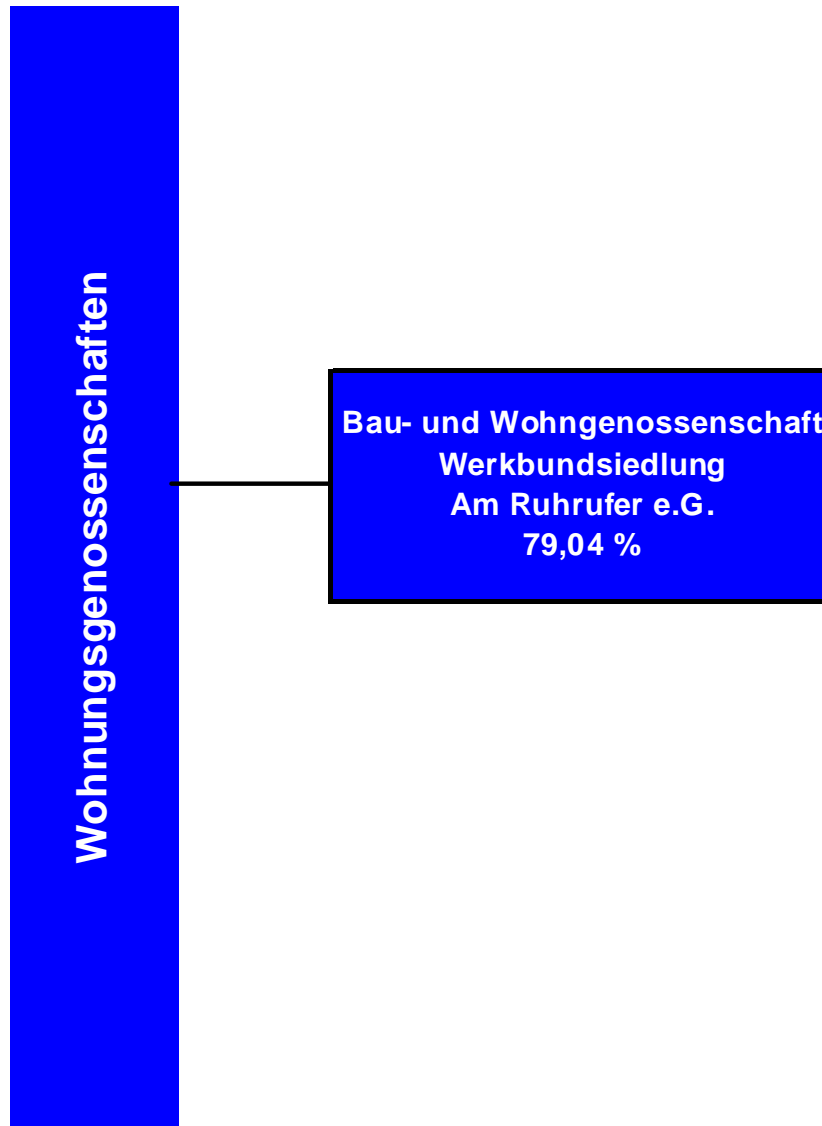 Wohnungsgenossenschaften
Bau- und Wohngenossenschaft
Werkbundsiedlung
Am Ruhrufer e.G.
79,04 %